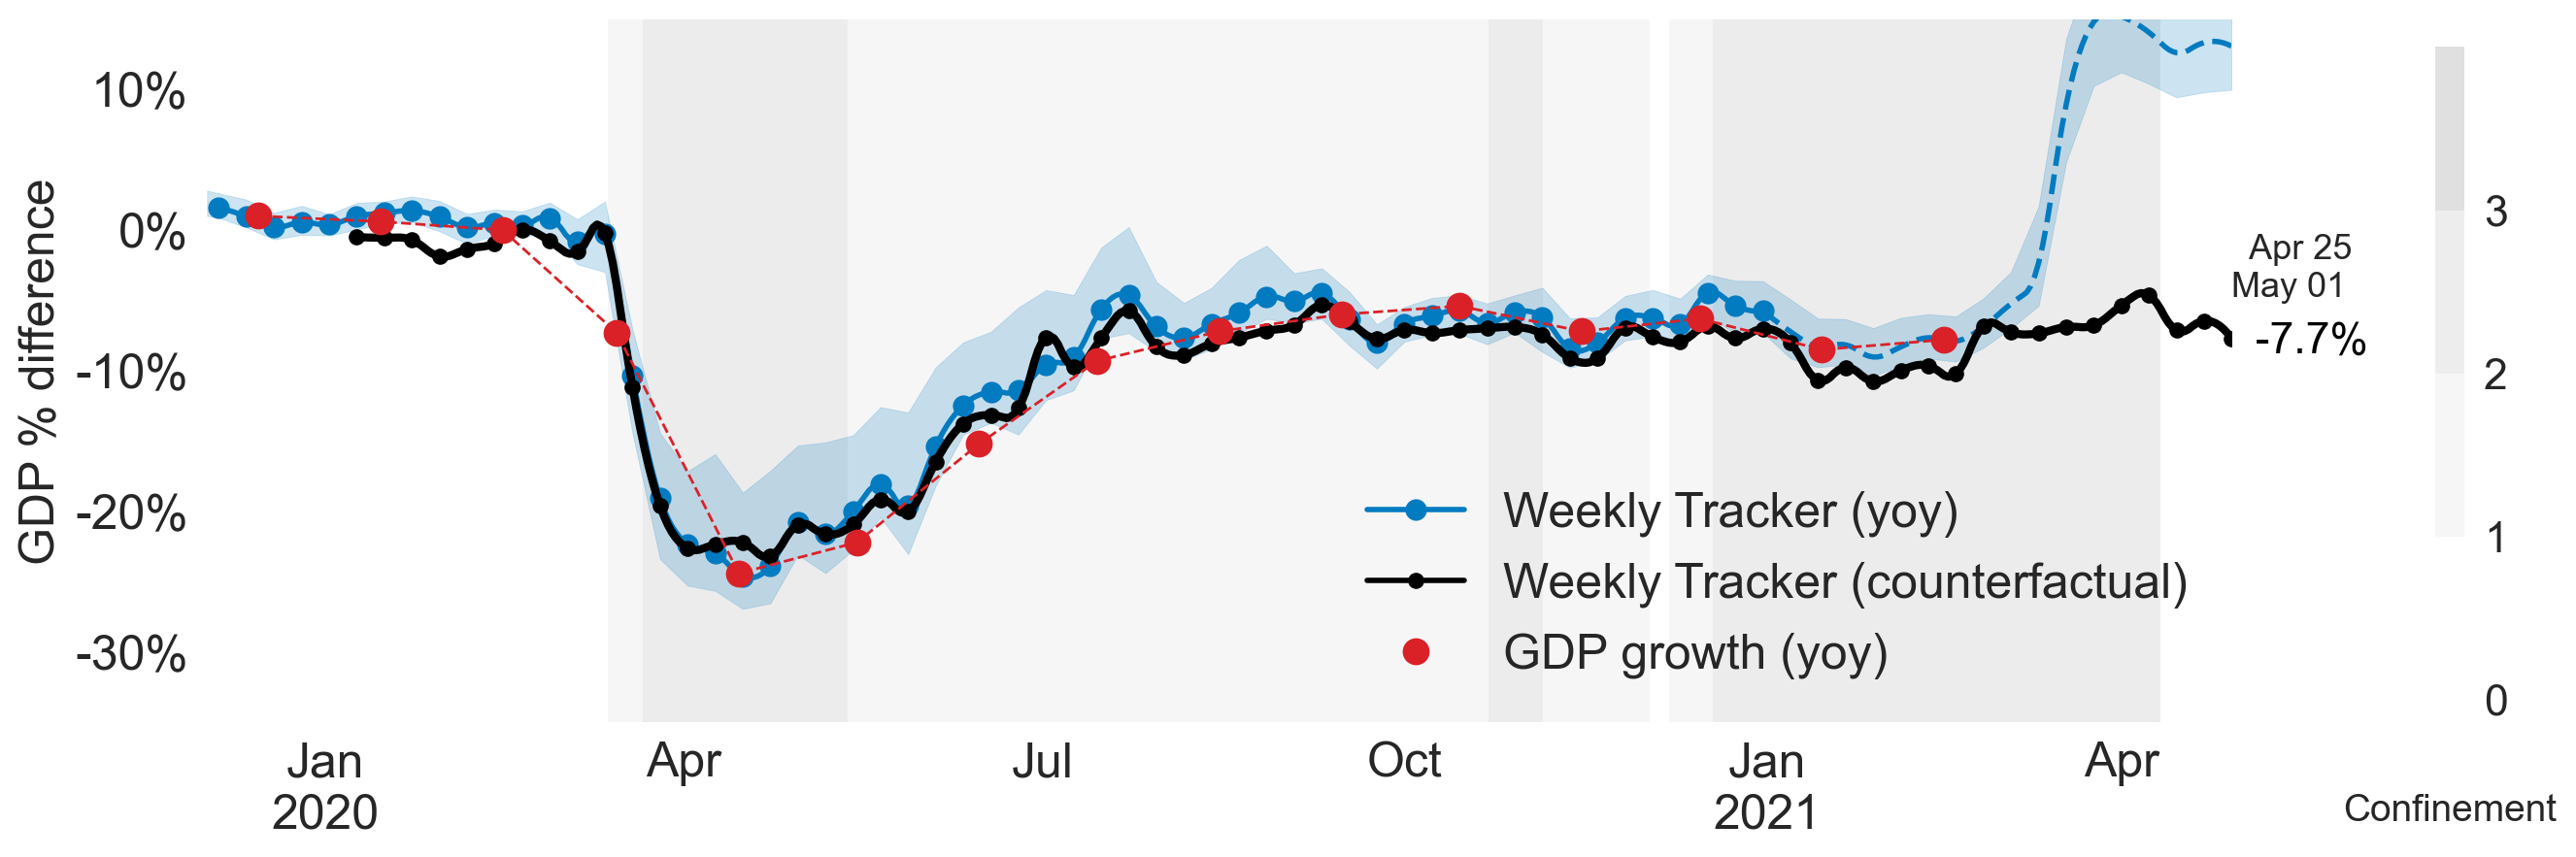 GDP % difference
10%
0%
-10%
-20%
-30%
Jan
2020
Apr
Jul
Oct
Jan
2021
Apr
Weekly Tracker (yoy)
Weekly Tracker (counterfactual)
GDP growth (yoy)
Apr 25
May 01
-7.7%
3
2
1
0
Confinement